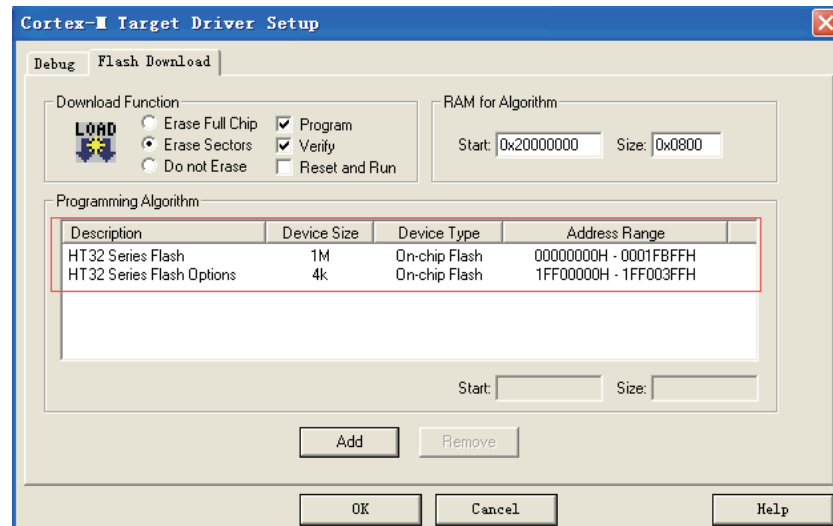 Cortex-M Target Driver Setup
Debug Flash Download
Download Function
LOAD
Erase Full Chip
Erase Sectors
Do not Erase
Program
Verify
Reset and Run
RAM for Algorithm
Start: 0x20000000 Size: 0x0800
Programming Algorithm
Description Device Size Device Type Address Range
HT32 Series Flash 1M On-chip Flash 00000000H - 0001FBFFH
HT32 Series Flash Options 4k On-chip Flash 1FF00000H - 1FF003FFH
Start: Size:
Add Remove
OK Cancel Help